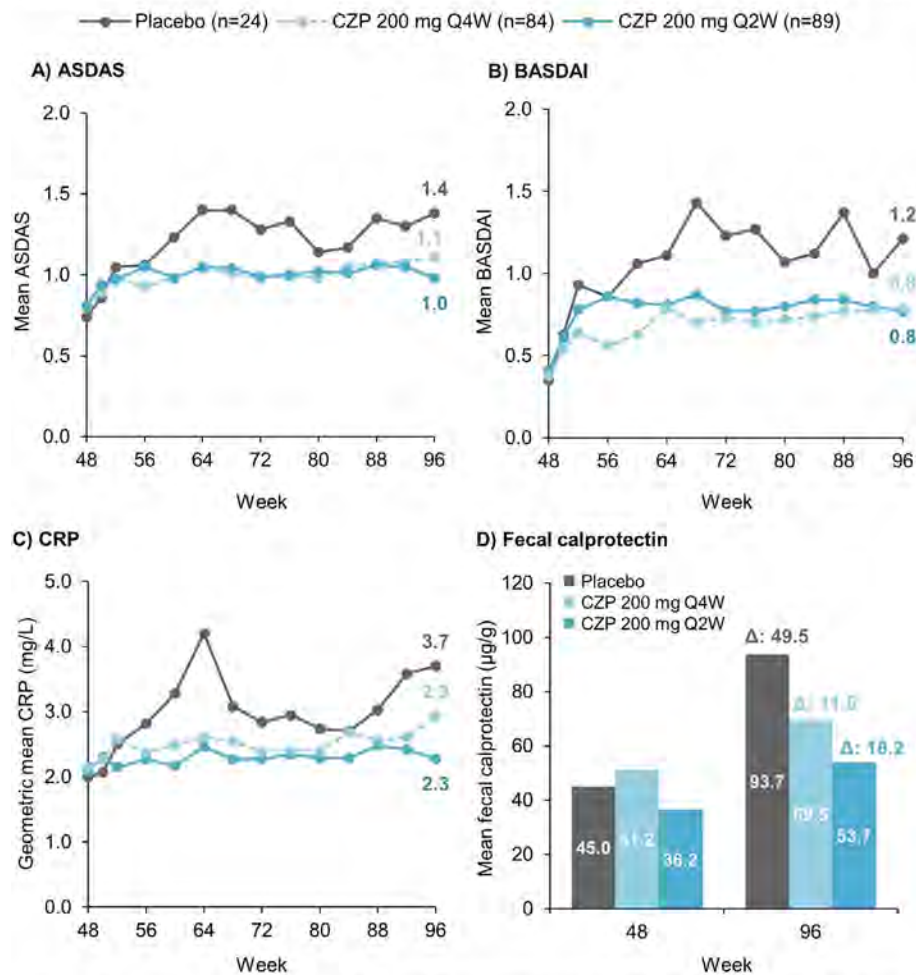 Placebo (n=24) CZP 200 mg Q4W (n=84) CZP 200 mg Q2W (n=89)
A) ASDAS
Mean ASDAS
2.0
1.5
1.0
0.5
0.0
1.4
1.1
1.0
48 56 64 72 80 88 96
Week
B) BASDAI
Mean BASDAI
2.0
1.5
1.0
0.5
0.0
1.2
0.8
0.8
48 56 64 72 80 88 96
Week
C) CRP
Geometric mean CRP (mg/L)
5.0
4.0
3.0
2.0
1.0
0.0
3.7
2.3
48 56 64 72 80 88 96
Week
D) Fecal calprotectin
Mean fecal calprotectin (µg/g)
120
100
80
60
40
20
0
Placebo
CZP 200 mg Q4W
CZP 200 mg Q2W
Δ: 49.5
Δ: 18.2
45.0 51.2 36.2
93.7 69.5 53.7
48 96
Week